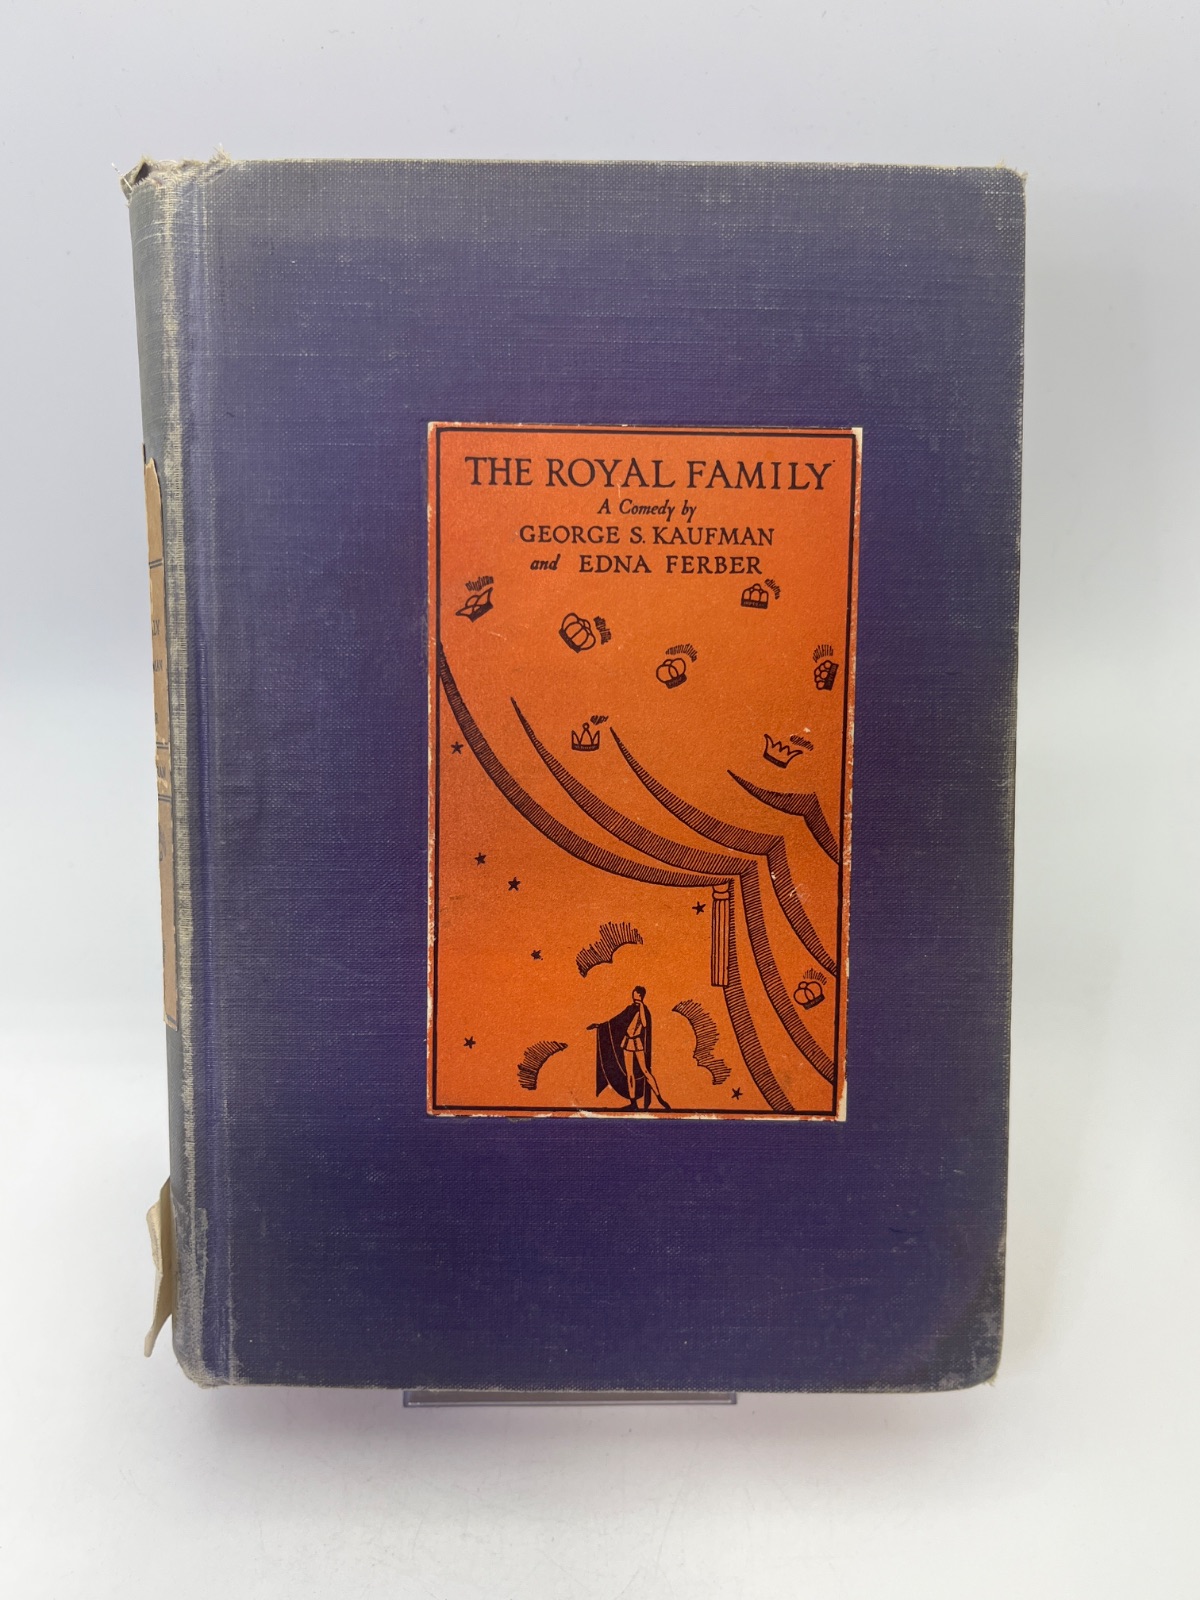 THE ROYAL FAMILY
A Comedy by
GEORGE S. KAUFMAN
and EDNA FERBER